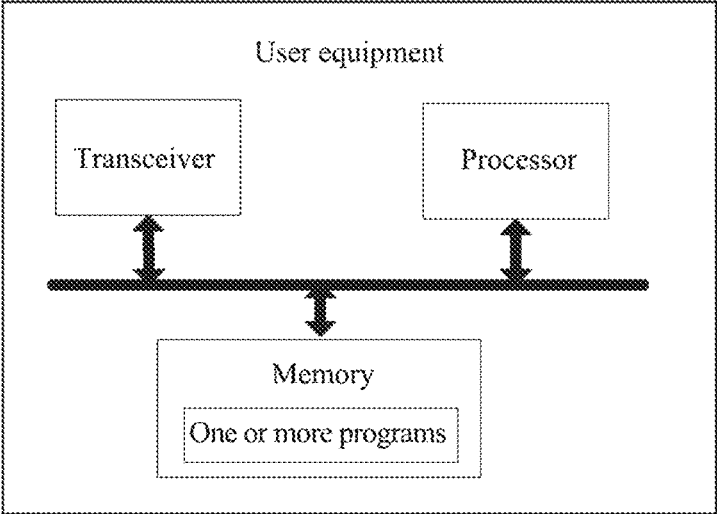 User equipment
Transceiver
Processor
Memory
One or more programs